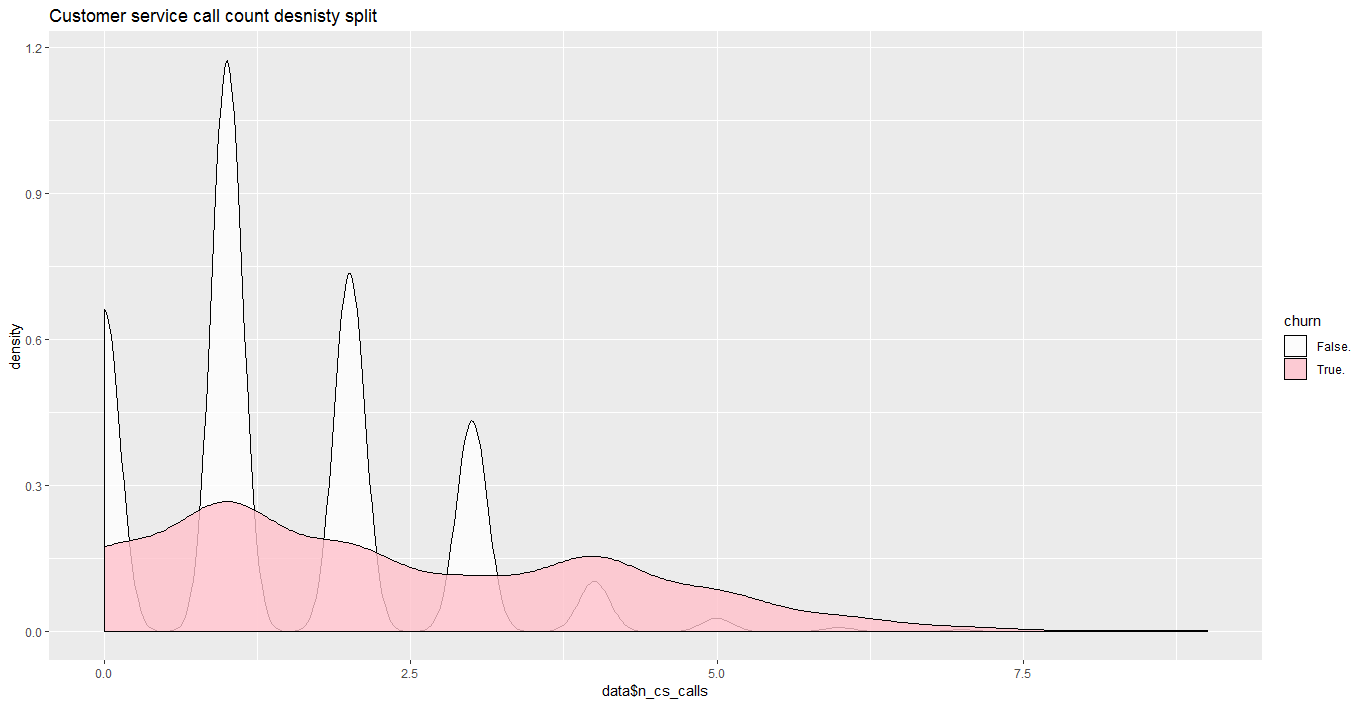 Customer service call count desnisty split
1.2
0.9
0.6
0.3
0.0
density
0.0
2.5
5.0
7.5
data$n_cs_calls
churn
False.
True.